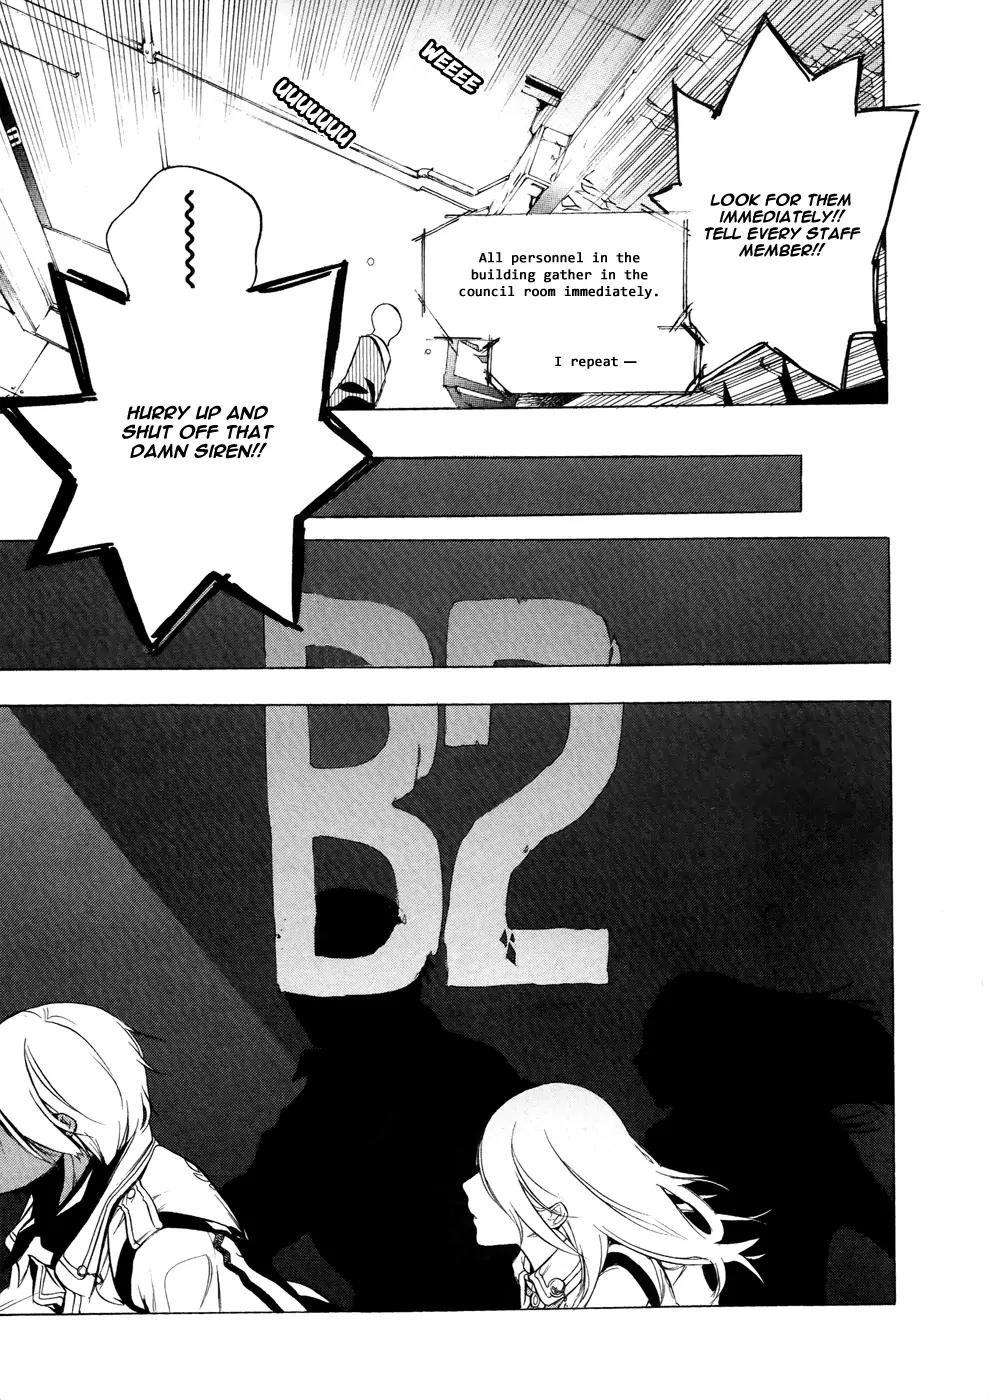 LOOK FOR THEM
IMMEDIATELY!!
TELL EVERY STAFF
MEMBER!!
WEEEE
UUUUUUU
All personnel in the
building gather in the
council room immediately.
I repeat —
HURRY UP AND
SHUT OFF THAT
DAMN SIREN!!
B2